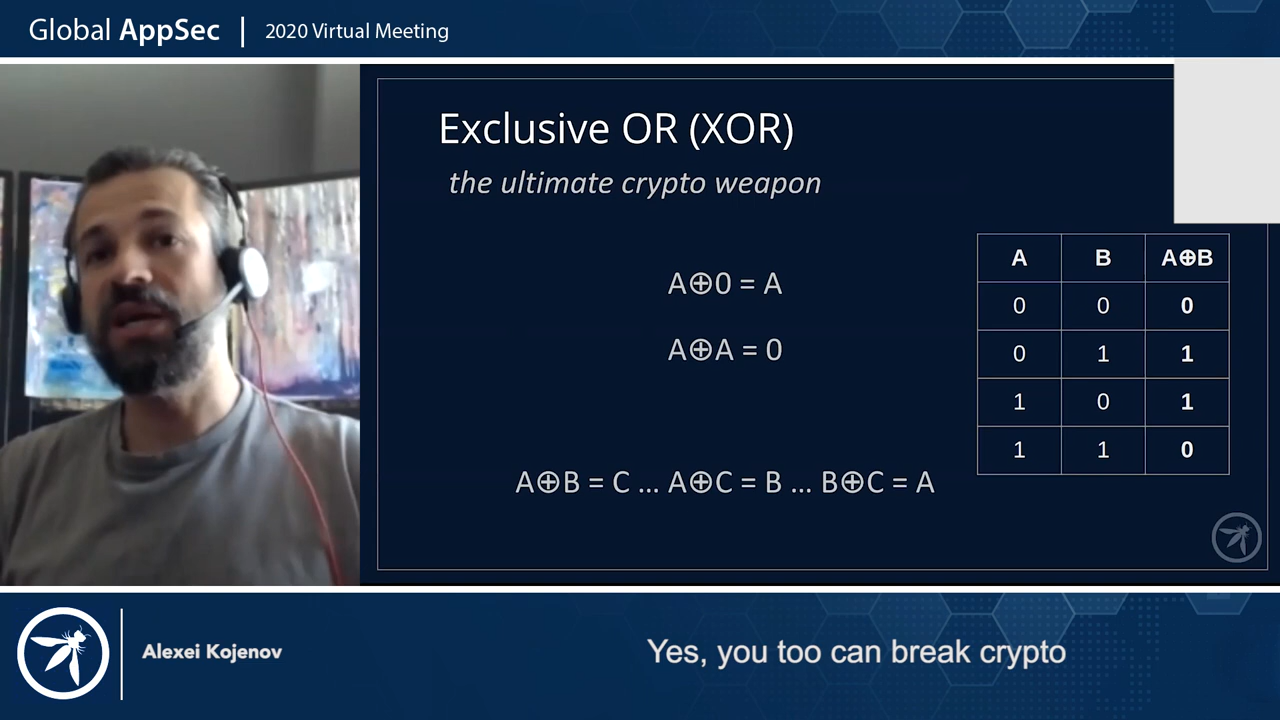 Global AppSec | 2020 Virtual Meeting
Exclusive OR (XOR)
the ultimate crypto weapon
A⊕0 = A
A⊕A = 0
A⊕B = C ... A⊕C = B ... B⊕C = A
A B A⊕B
0 0 0
0 1 1
1 0 1
1 1 0
Alexei Kojenov
Yes, you too can break crypto